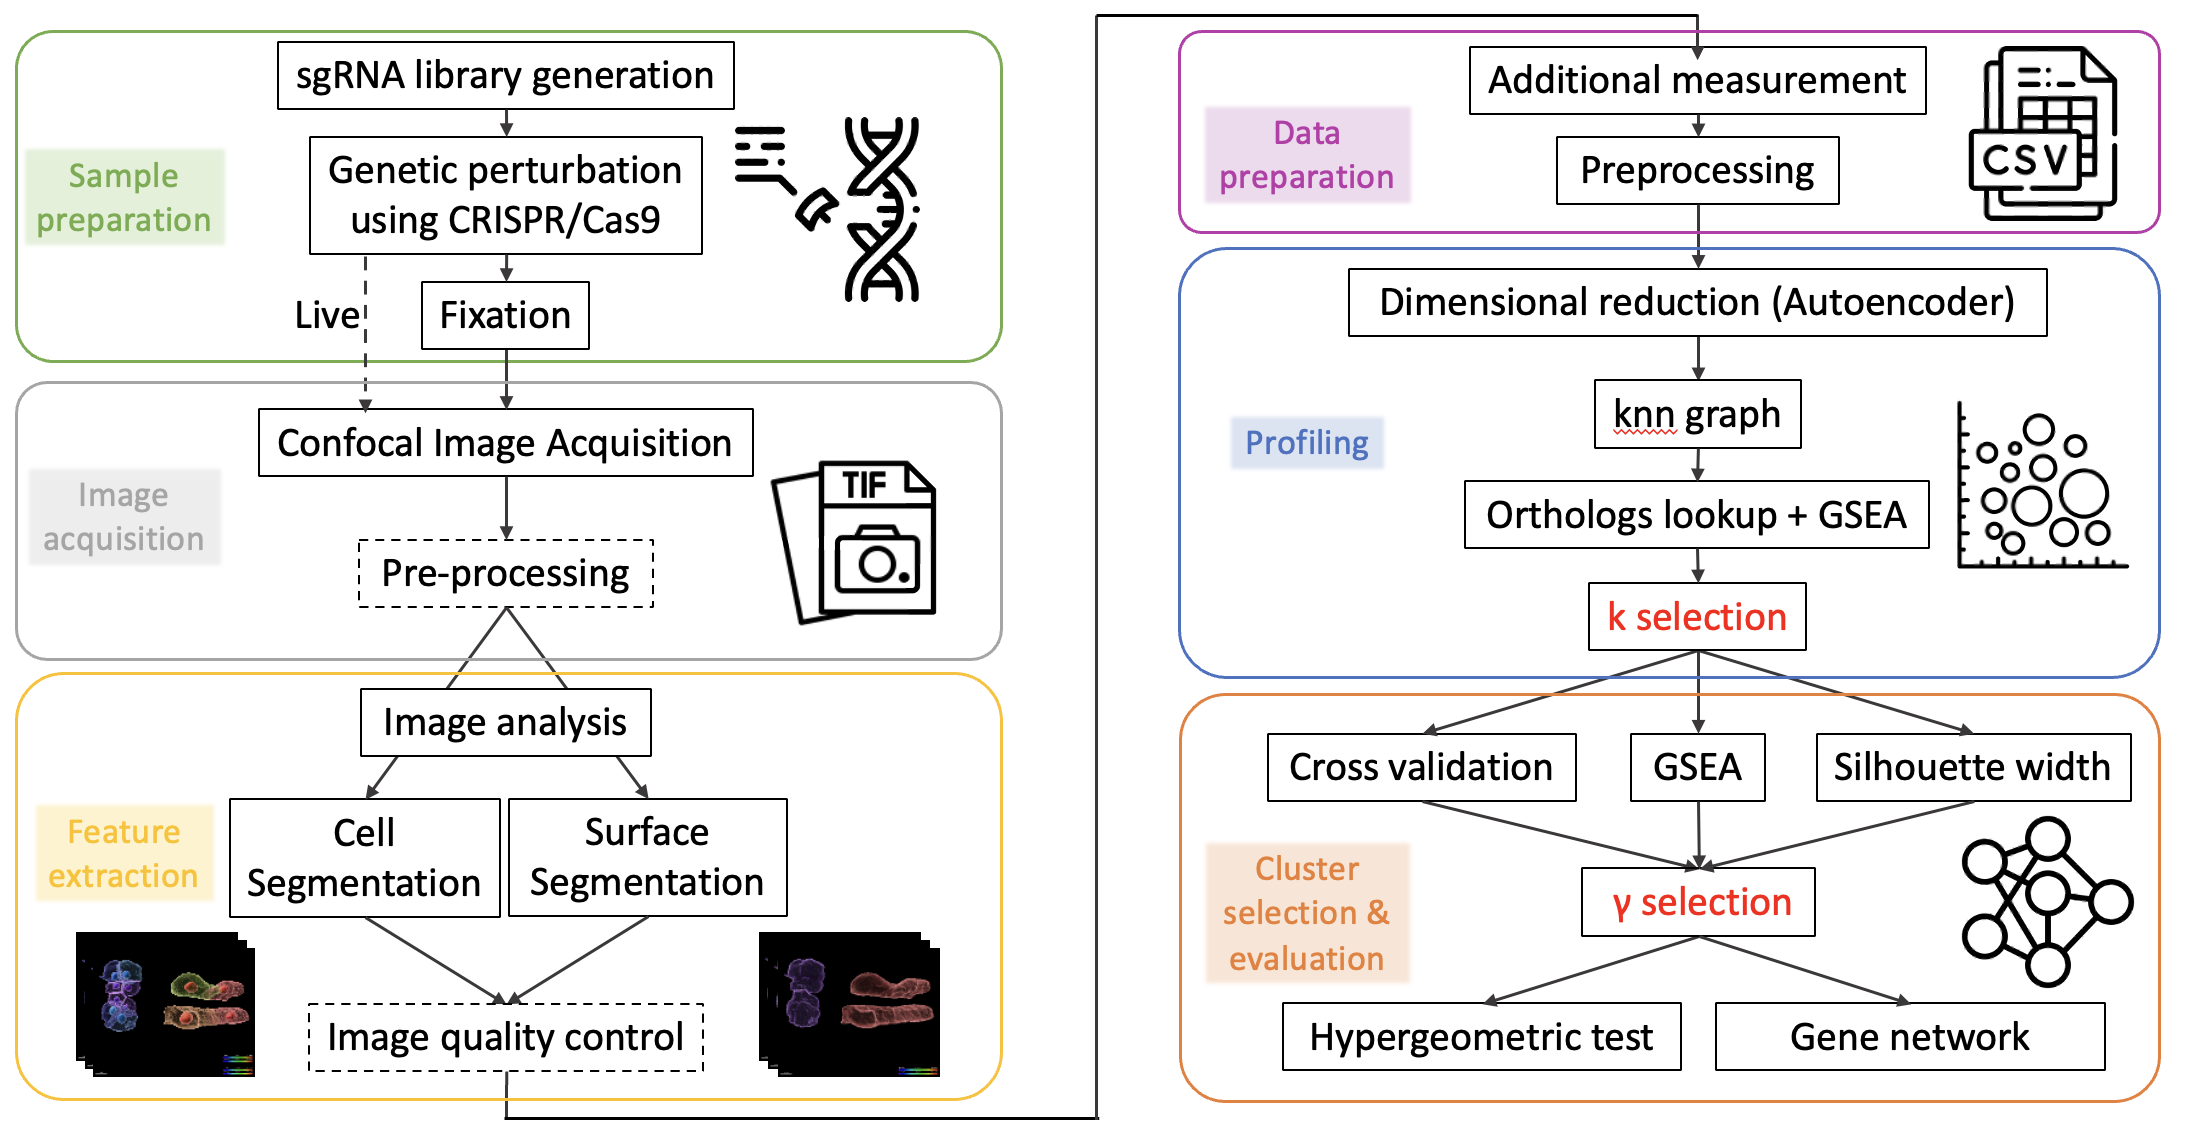 sgRNA library generation
Genetic perturbation
using CRISPR/Cas9
Sample
preparation
Live
Fixation
Confocal Image Acquisition
Image
acquisition
TIF
Pre-processing
Image analysis
Cell
Segmentation
Surface
Segmentation
Feature
extraction
Image quality control
Additional measurement
Data
preparation
Preprocessing
CSV
Dimensional reduction (Autoencoder)
knn graph
Profiling
Orthologs lookup + GSEA
k selection
Cross validation
GSEA
Silhouette width
Cluster
selection &
evaluation
γ selection
Hypergeometric test
Gene network